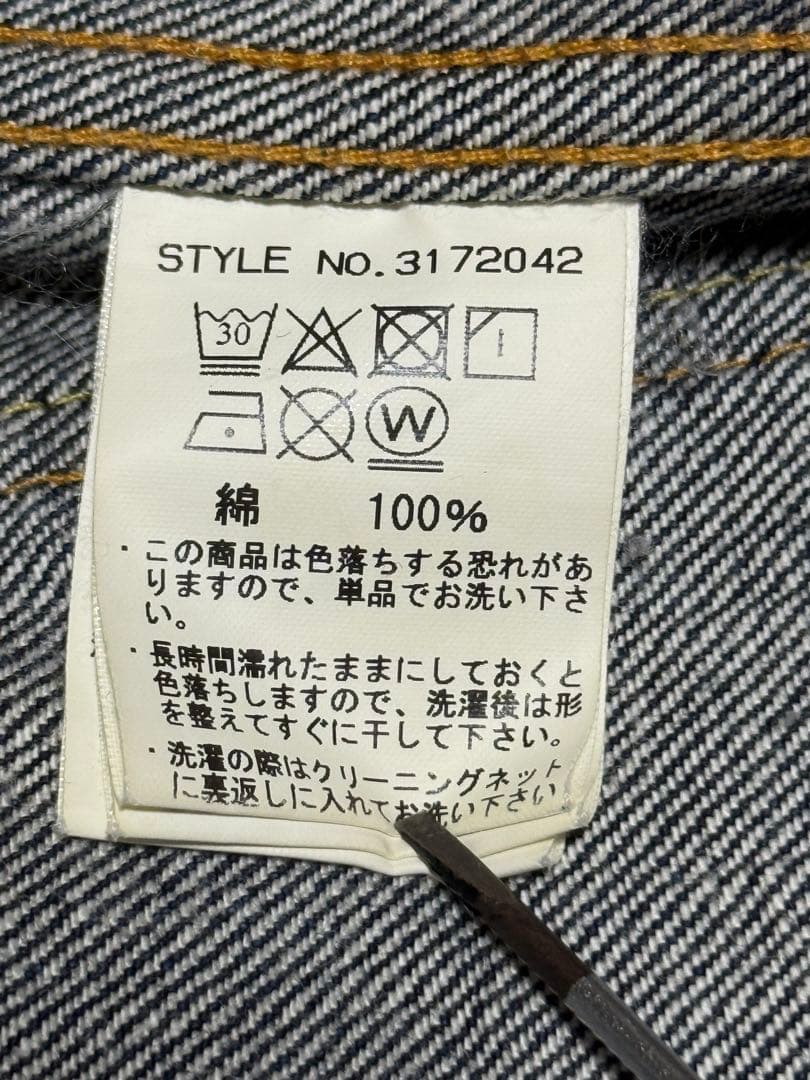 STYLE NO.3172042
30
W
綿 100%
・この商品は色落ちする恐れがあ
りますので、単品でお洗い下さ
い。
・長時間濡れたままにしておくと
色落ちしますので、洗濯後は形
を整えてすぐに干して下さい。
・洗濯の際はクリーニングネット
に裏返しに入れてお洗い下さい